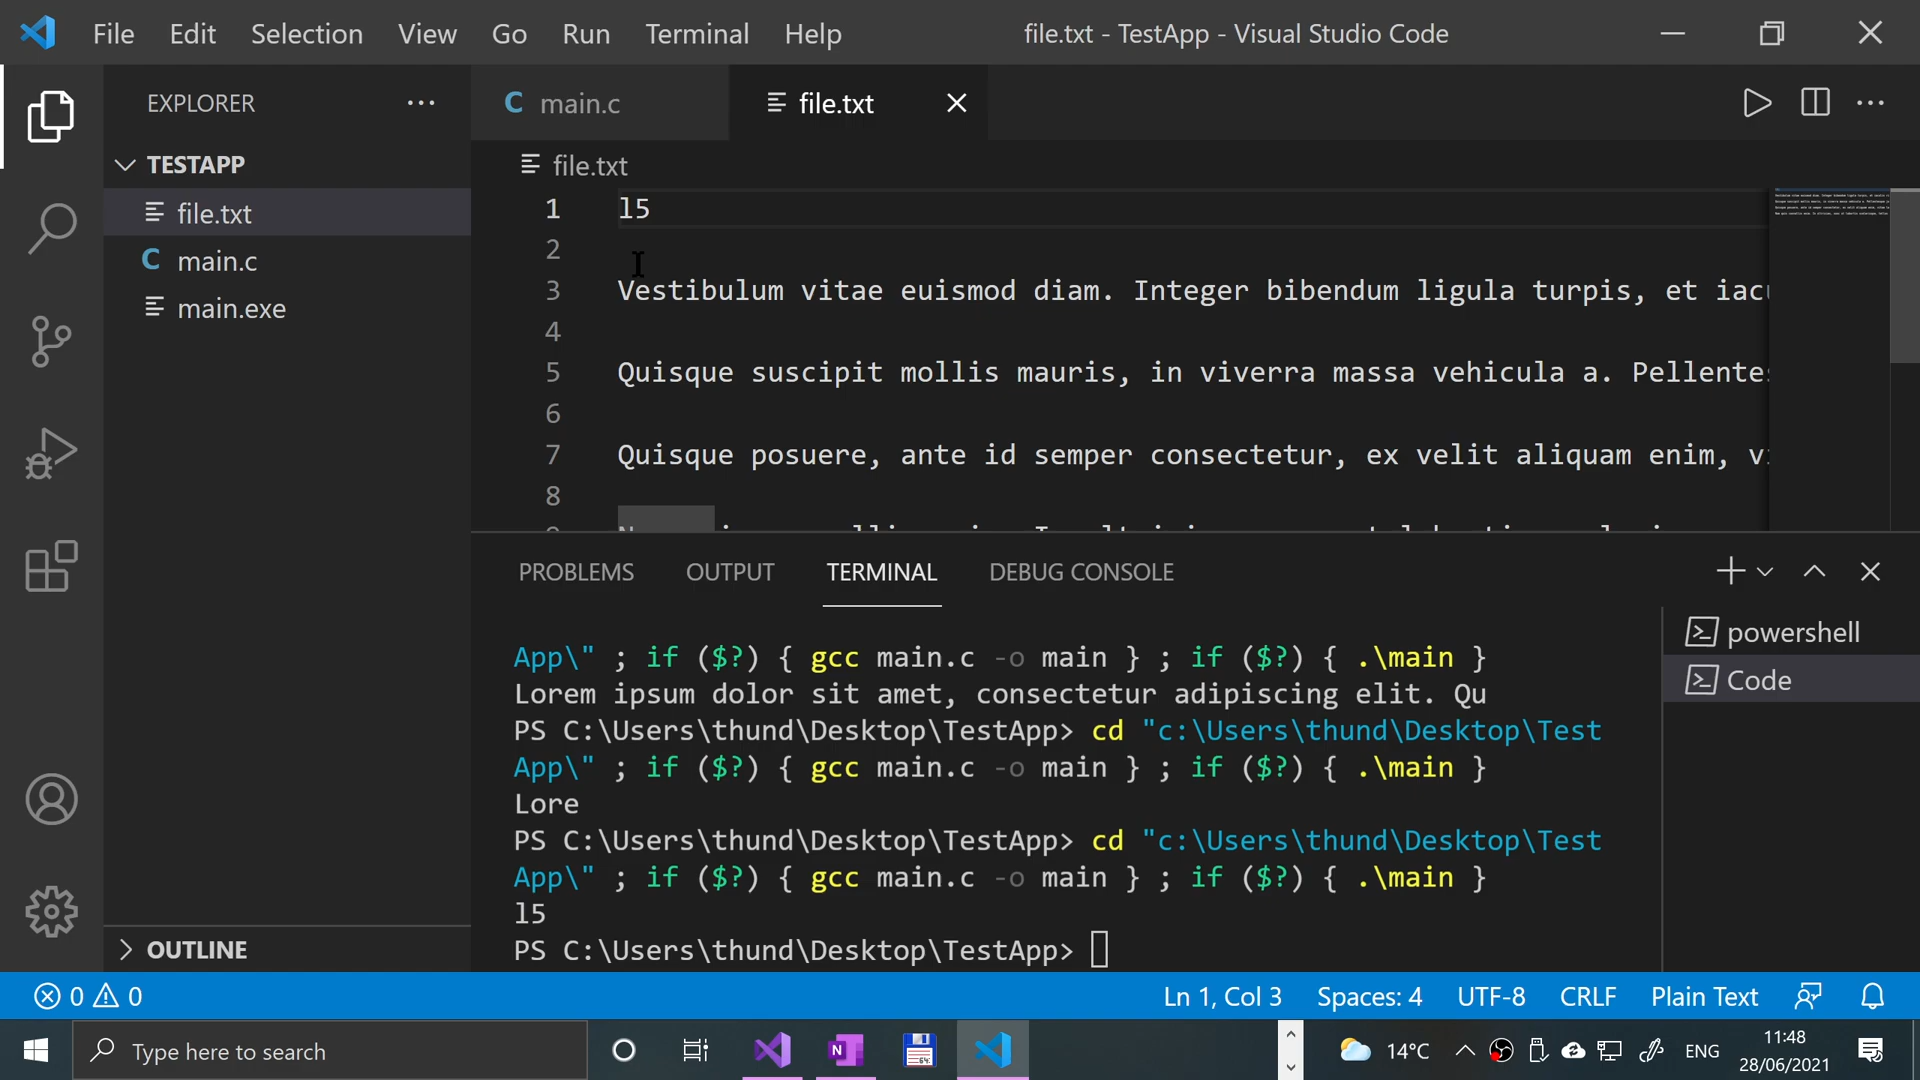 File Edit Selection View Go Run Terminal Help file.txt - TestApp - Visual Studio Code
EXPLORER
TESTAPP
file.txt
C main.c
main.exe
OUTLINE
C main.c file.txt
file.txt
1 l5
2
3 Vestibulum vitae euismod diam. Integer bibendum ligula turpis, et
4
5 Quisque suscipit mollis mauris, in viverra massa vehicula a.
6
7 Quisque posuere, ante id semper consectetur, ex velit aliquam enim,
8
PROBLEMS OUTPUT TERMINAL DEBUG CONSOLE
powershell
Code
App\" ; if ($?) { gcc main.c -o main } ; if ($?) { .\main }
Lorem ipsum dolor sit amet, consectetur adipiscing elit. Qu
PS C:\Users\thund\Desktop\TestApp> cd "c:\Users\thund\Desktop\Test
App\" ; if ($?) { gcc main.c -o main } ; if ($?) { .\main }
Lore
PS C:\Users\thund\Desktop\TestApp> cd "c:\Users\thund\Desktop\Test
App\" ; if ($?) { gcc main.c -o main } ; if ($?) { .\main }
l5
PS C:\Users\thund\Desktop\TestApp>
0 0 Ln 1, Col 3 Spaces: 4 UTF-8 CRLF Plain Text
Type here to search 14°C ENG 11:48
28/06/2021